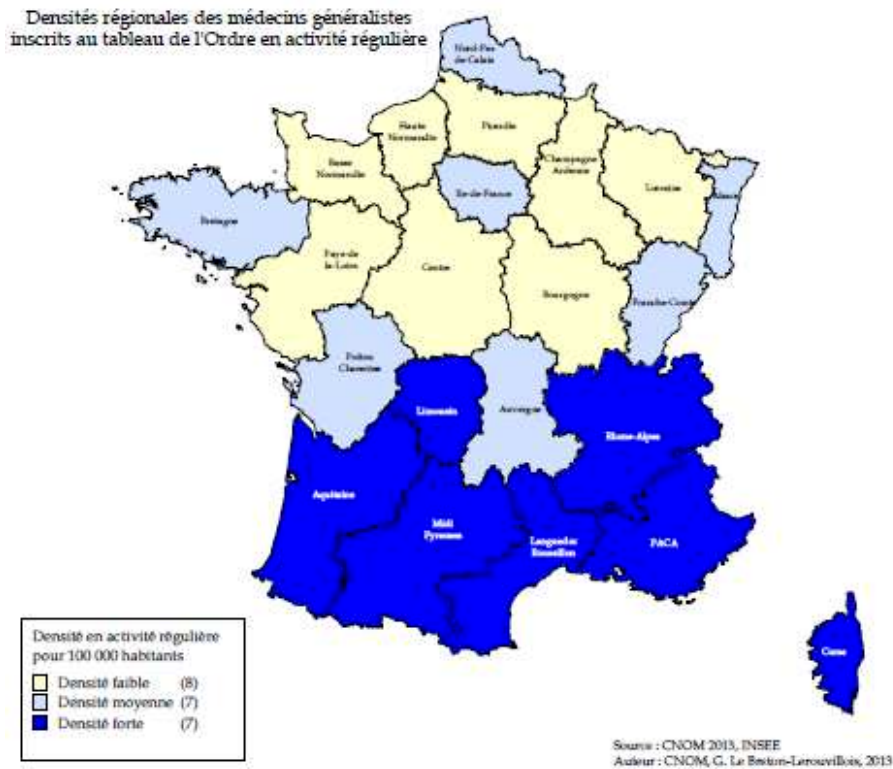 Densités régionales des médecins généralistes
inscrits au tableau de l'Ordre en activité régulière
Nord-Pas
de-Calais
Haute
Normandie
Picardie
Basse
Normandie
Champagne
Ardenne
Lorraine
Alsace
Ile-de-France
Bretagne
Pays-de
la-Loire
Centre
Bourgogne
Franche-Comté
Poitou
Charentes
Limousin
Auvergne
Rhone-Alpes
Aquitaine
Midi
Pyrenees
Languedoc
Roussillon
PACA
Corse
Densité en activité régulière
pour 100 000 habitants
Densité faible (8)
Densité moyenne (7)
Densité forte (7)
Source : CNOM 2013, INSEE
Auteur : CNOM, G. Le Breton-Lerouvillois, 2013